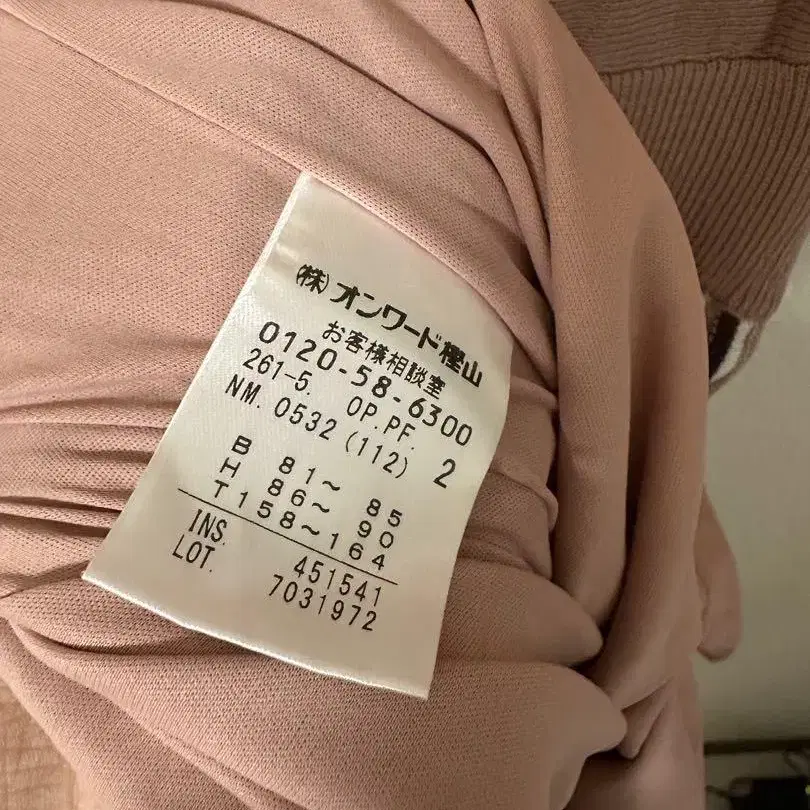 (株)オンワード樫山
お客様相談室
0120-58-6300
261-5. OP.PF.
NM. 0532 (112) 2
B 81~ 85
H 86~ 90
T158~164
INS. 451541
LOT. 7031972